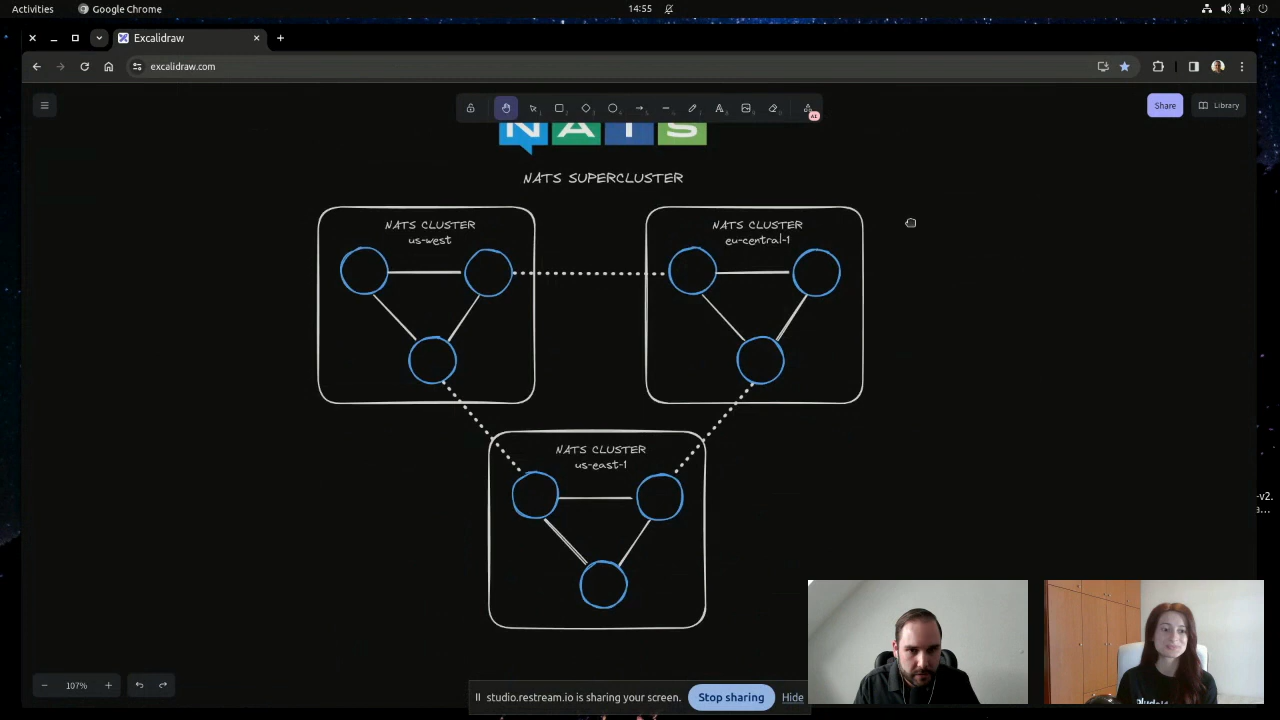 Activities
Google Chrome
14:55
Excalidraw
excalidraw.com
Share
Library
AI
NATS
NATS SUPERCLUSTER
NATS CLUSTER
us-west
NATS CLUSTER
eu-central-1
NATS CLUSTER
us-east-1
-v2.
a...
107%
studio.restream.io is sharing your screen.
Stop sharing
Hide